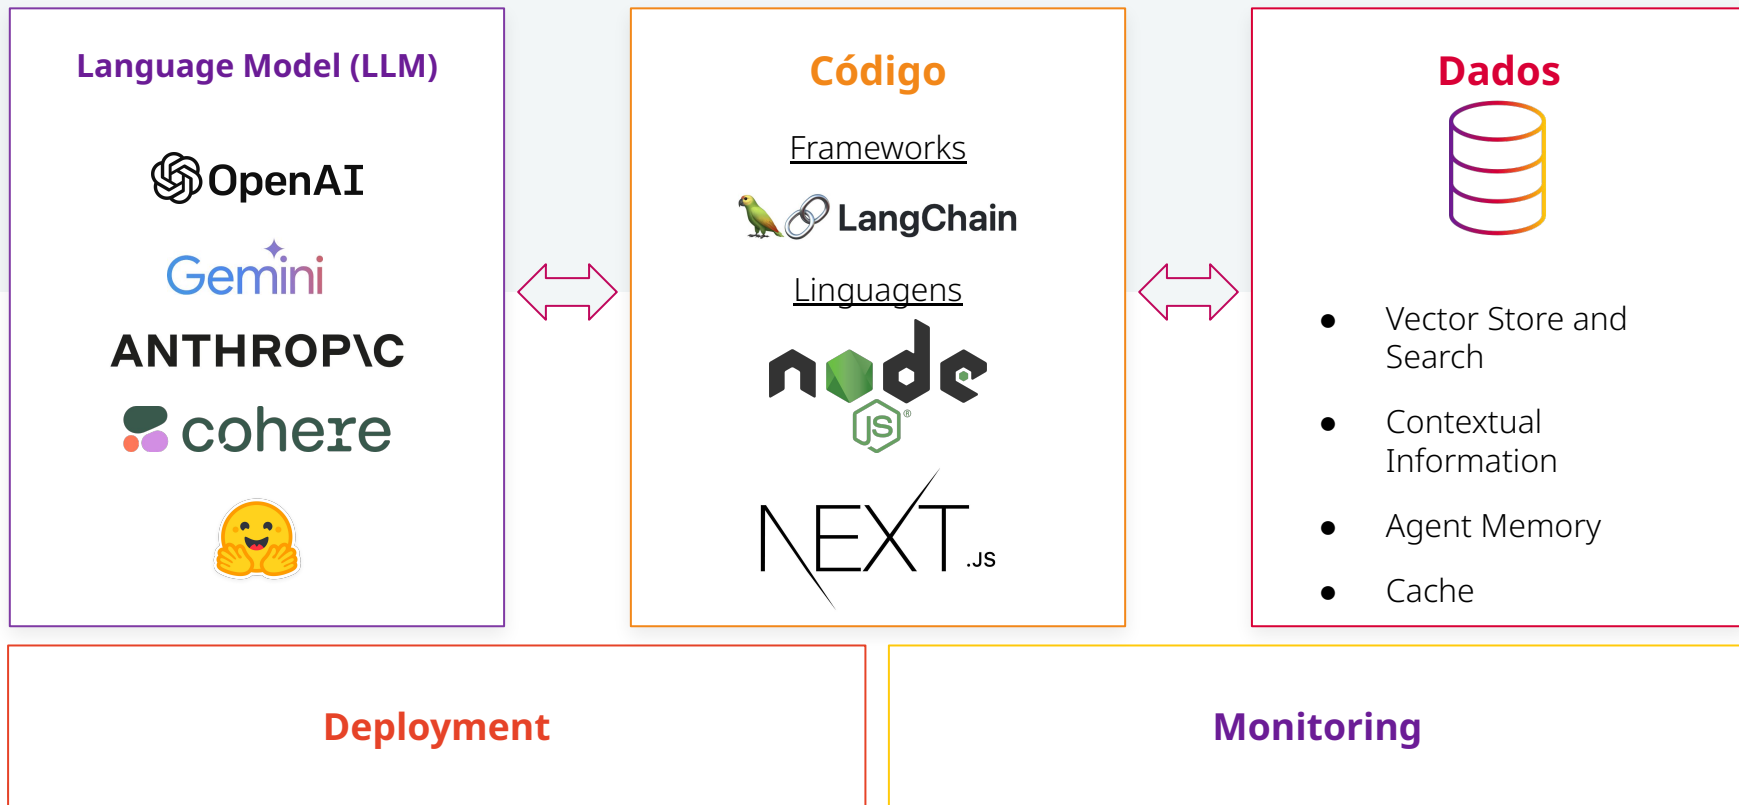 Language Model (LLM)
OpenAI
Gemini
ANTHROP\C
cohere
Código
Frameworks
LangChain
Linguagens
node
JS®
NEXT.JS
Dados
● Vector Store and
Search
● Contextual
Information
● Agent Memory
● Cache
Deployment
Monitoring